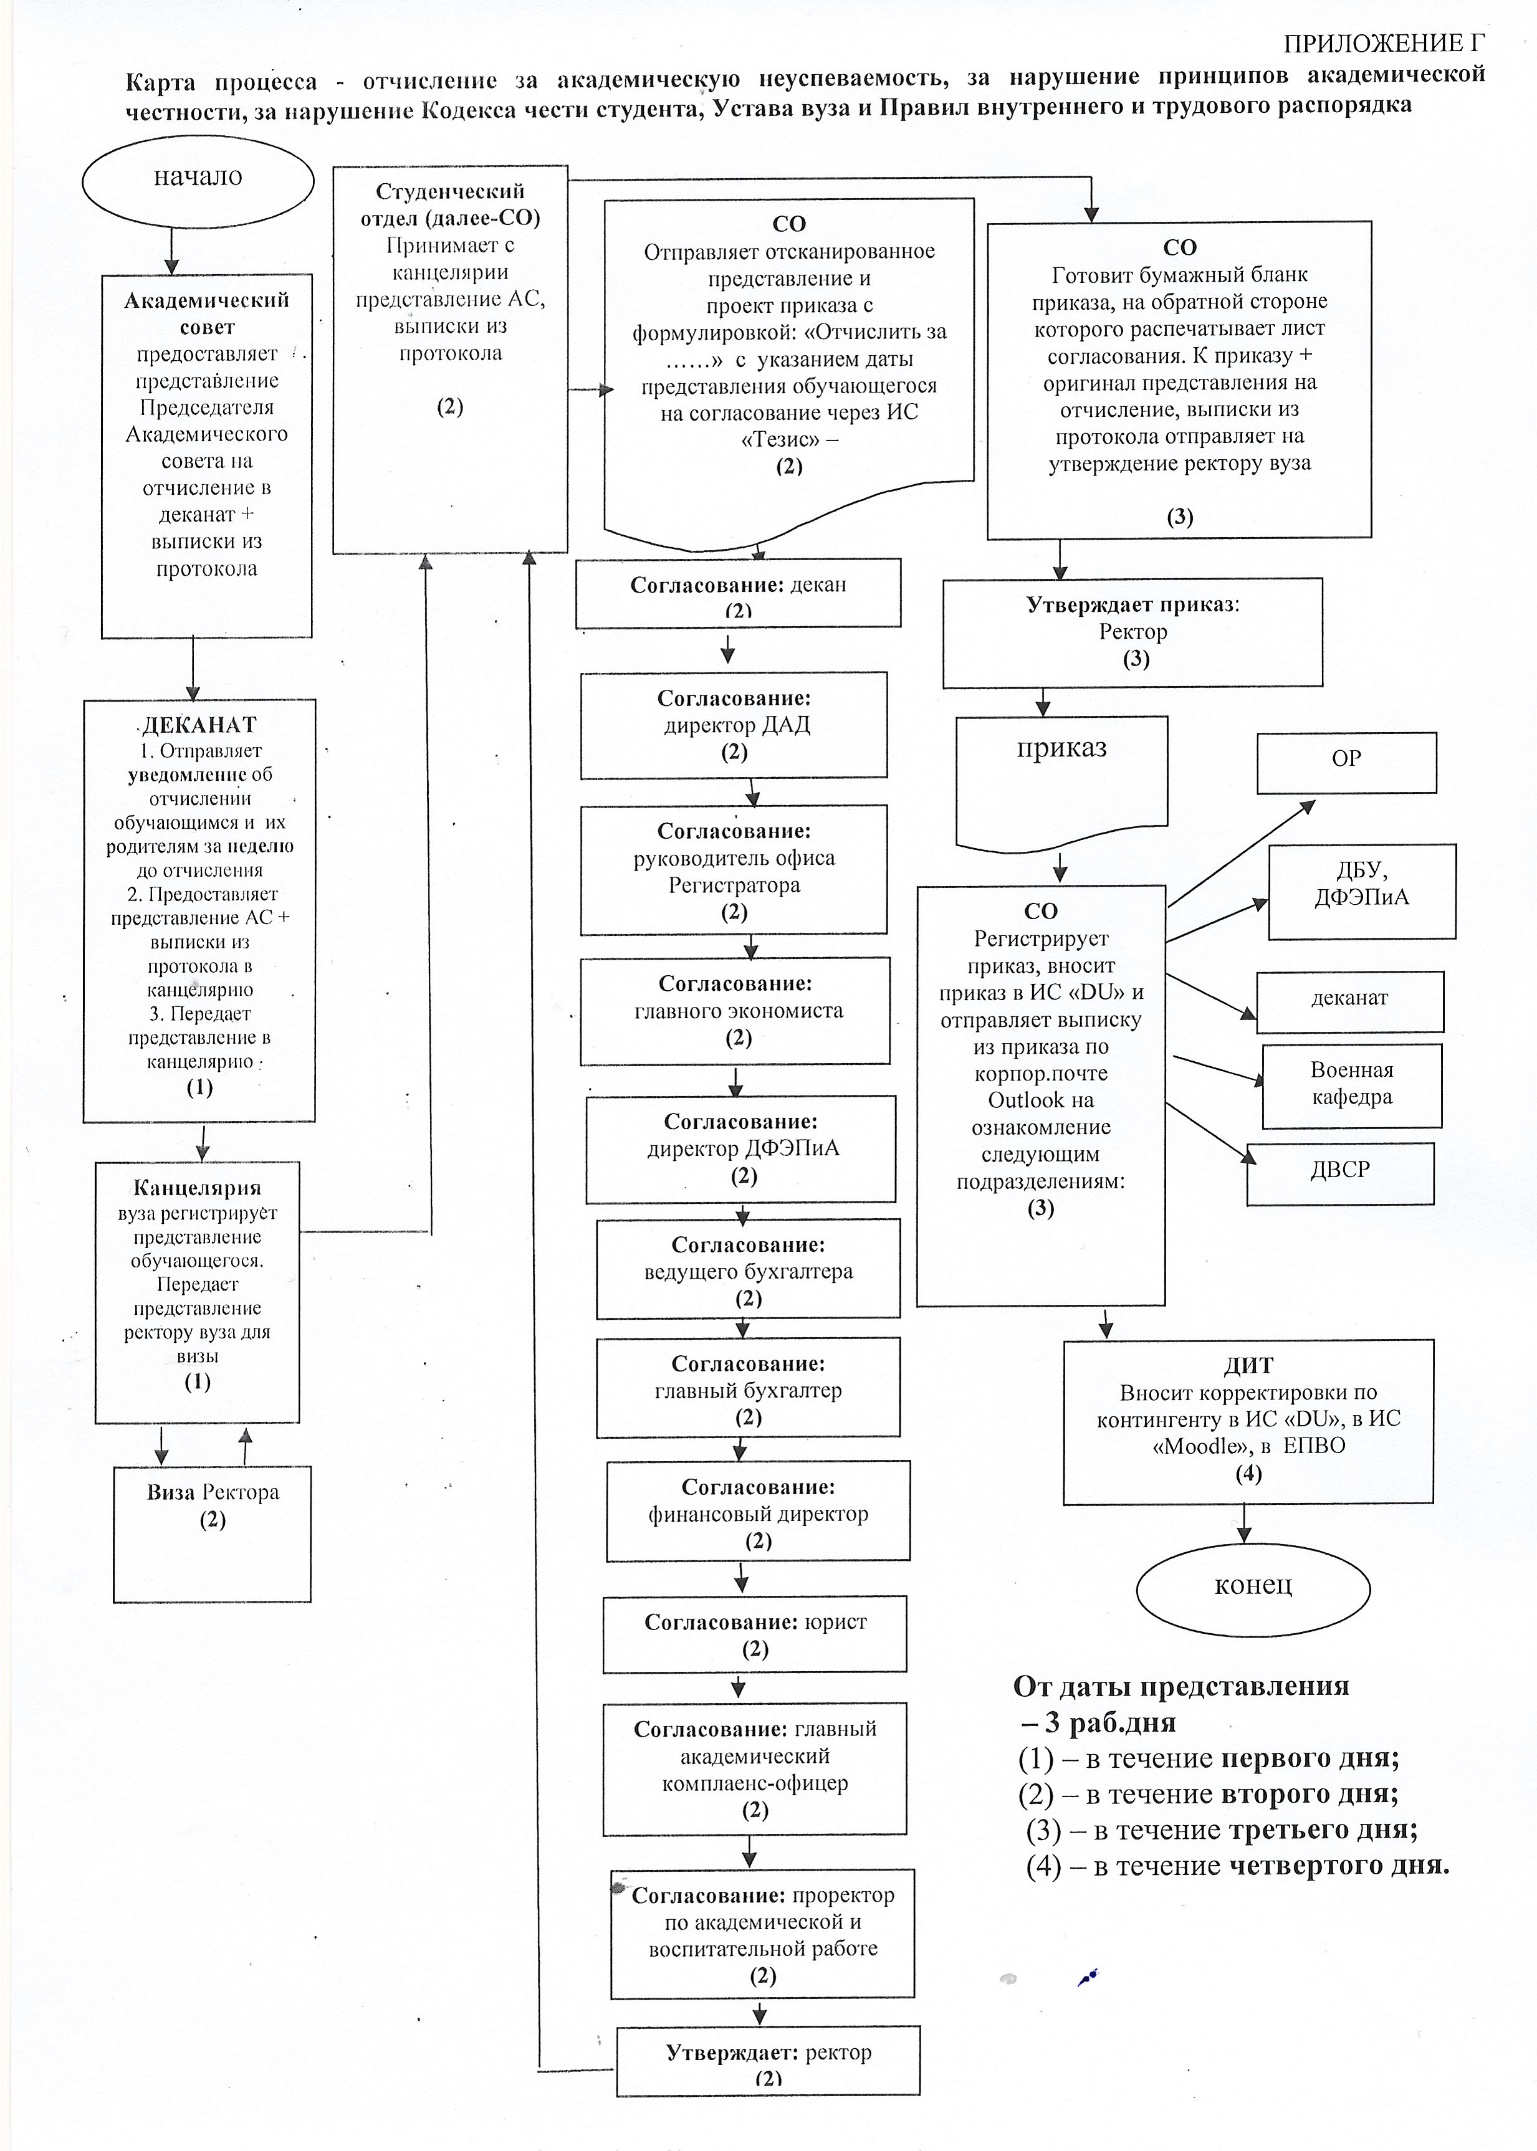 ПРИЛОЖЕНИЕ Г
Карта процесса - отчисление за академическую неуспеваемость, за нарушение принципов академической
честности, за нарушение Кодекса чести студента, Устава вуза и Правил внутреннего и трудового распорядка
начало
Академический
совет
предоставляет
представление
Председателя
Академического
совета на
отчисление в
деканат +
выписки из
протокола
ДЕКАНАТ
1. Отправляет
уведомление об
отчислении
обучающимся и их
родителям за неделю
до отчисления
2. Предоставляет
представление АС +
выписки из
протокола в
канцелярию
3. Передает
представление в
канцелярию
(1)
Канцелярия
вуза регистрирует
представление
обучающегося.
Передает
представление
ректору вуза для
визы
(1)
Виза Ректора
(2)
Студенческий
отдел (далее-СО)
Принимает с
канцелярии
представление АС,
выписки из
протокола
(2)
СО
Отправляет отсканированное
представление и
проект приказа с
формулировкой: «Отчислить за
……» с указанием даты
представления обучающегося
на согласование через ИС
«Тезис» –
(2)
Согласование: декан
(2)
Согласование:
директор ДАД
(2)
Согласование:
руководитель офиса
Регистратора
(2)
Согласование:
главного экономиста
(2)
Согласование:
директор ДФЭПиА
(2)
Согласование:
ведущего бухгалтера
(2)
Согласование:
главный бухгалтер
(2)
Согласование:
финансовый директор
(2)
Согласование: юрист
(2)
Согласование: главный
академический
комплаенс-офицер
(2)
Согласование: проректор
по академической и
воспитательной работе
(2)
Утверждает: ректор
(2)
СО
Готовит бумажный бланк
приказа, на обратной стороне
которого распечатывает лист
согласования. К приказу +
оригинал представления на
отчисление, выписки из
протокола отправляет на
утверждение ректору вуза
(3)
Утверждает приказ:
Ректор
(3)
приказ
СО
Регистрирует
приказ, вносит
приказ в ИС «DU» и
отправляет выписку
из приказа по
корпор.почте
Outlook на
ознакомление
следующим
подразделениям:
(3)
ОР
ДБУ,
ДФЭПиА
деканат
Военная
кафедра
ДВСР
ДИТ
Вносит корректировки по
контингенту в ИС «DU», в ИС
«Moodle», в ЕПВО
(4)
конец
От даты представления
– 3 раб.дня
(1) – в течение первого дня;
(2) – в течение второго дня;
(3) – в течение третьего дня;
(4) – в течение четвертого дня.